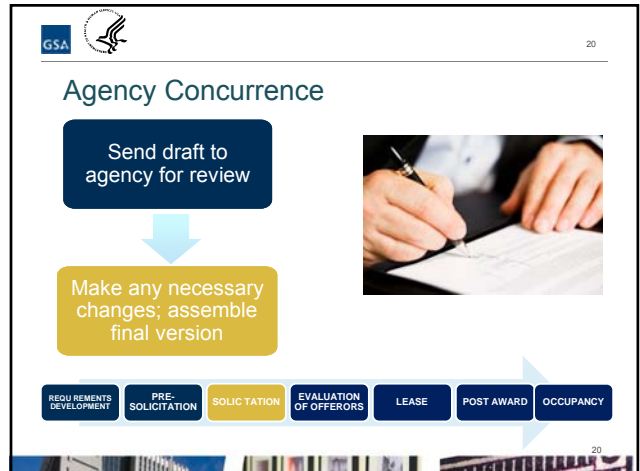 GSA
20
Agency Concurrence
Send draft to
agency for review
Make any necessary
changes; assemble
final version
REQU REMENTS
DEVELOPMENT
PRE-
SOLICITATION
SOLIC TATION
EVALUATION
OF OFFERORS
LEASE
POST AWARD
OCCUPANCY
20